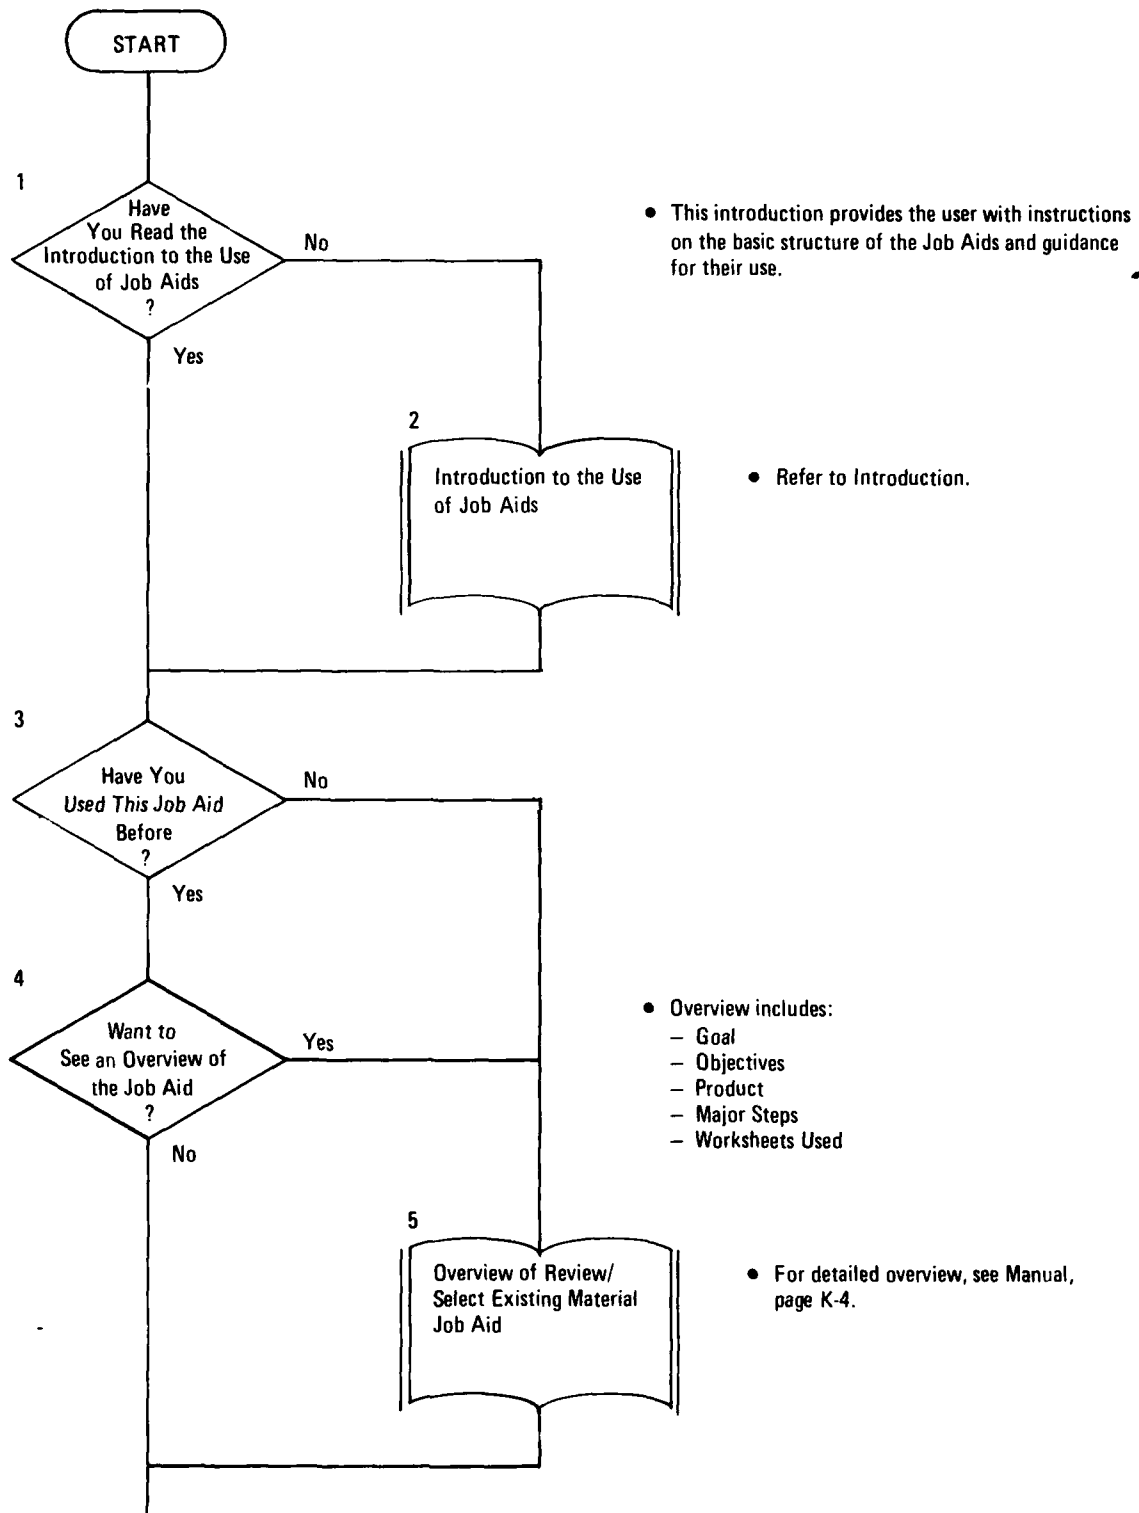 START
1
Have
You Read the
Introduction to the Use
of Job Aids
?
No
Yes
• This introduction provides the user with instructions
on the basic structure of the Job Aids and guidance
for their use.
2
Introduction to the Use
of Job Aids
• Refer to Introduction.
3
Have You
Used This Job Aid
Before
?
No
Yes
4
Want to
See an Overview of
the Job Aid
?
Yes
No
• Overview includes:
– Goal
– Objectives
– Product
– Major Steps
– Worksheets Used
5
Overview of Review/
Select Existing Material
Job Aid
• For detailed overview, see Manual,
page K-4.